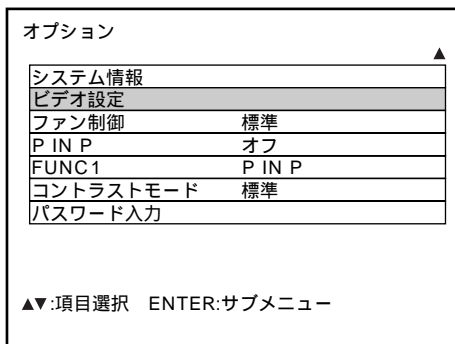 オプション
▲
システム情報
ビデオ設定
ファン制御 標準
P IN P オフ
FUNC1 P IN P
コントラストモード 標準
パスワード入力
▲▼:項目選択 ENTER:サブメニュー